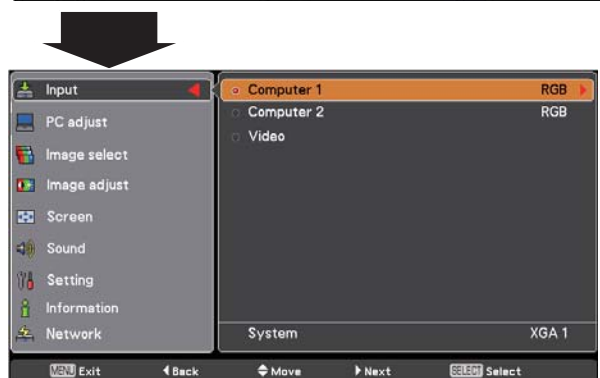 Input
PC adjust
Image select
Image adjust
Screen
Sound
Setting
Information
Network
Computer 1 RGB
Computer 2 RGB
Video
System XGA 1
MENU Exit Back Move Next SELECT Select